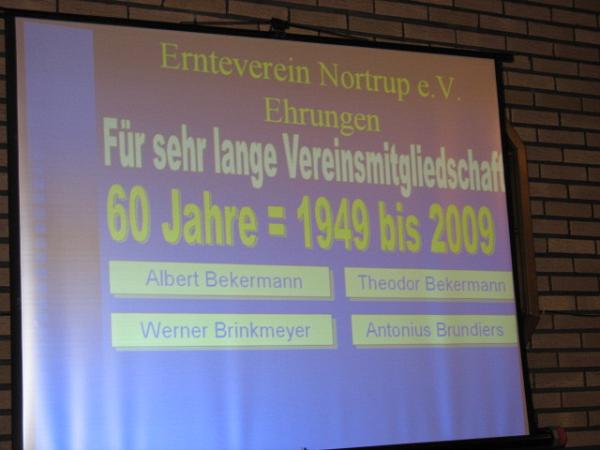 Ernteverein Nortrup e.V.
Ehrungen
Für sehr lange Vereinsmitgliedschaft
60 Jahre = 1949 bis 2009
Albert Bekermann Theodor Bekermann
Werner Brinkmeyer Antonius Brundiers